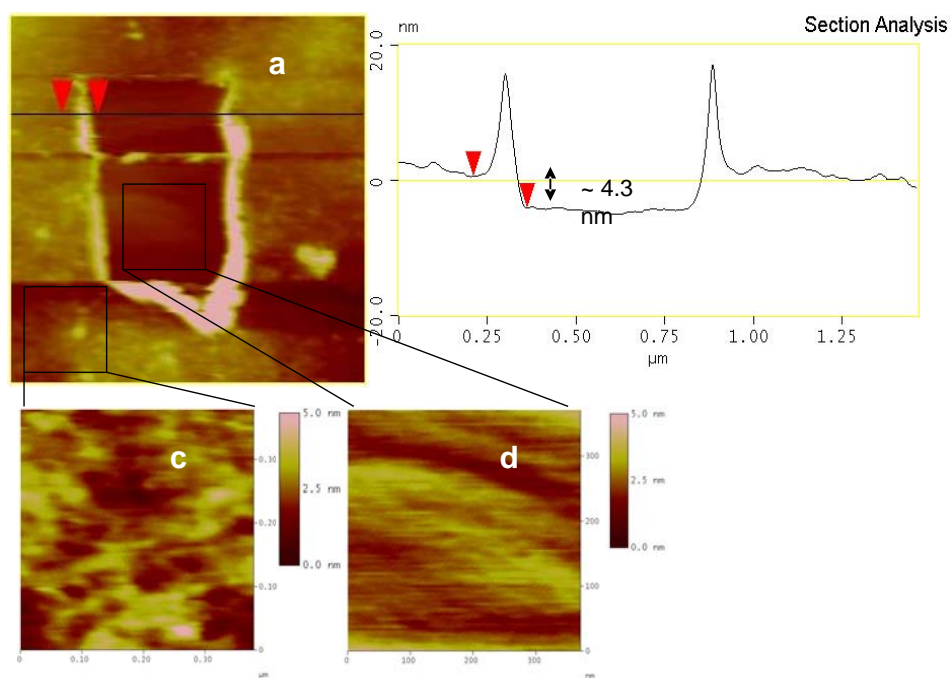 Section Analysis
nm
20.0
0
-20.0
a
~ 4.3
nm
0 0.25 0.50 0.75 1.00 1.25
µm
c
5.0 nm
2.5 nm
0.0 nm
0.30
0.20
0.10
0
0 0.10 0.20 0.30
µm
d
5.0 nm
2.5 nm
0.0 nm
300
200
100
0
0 100 200 300
nm